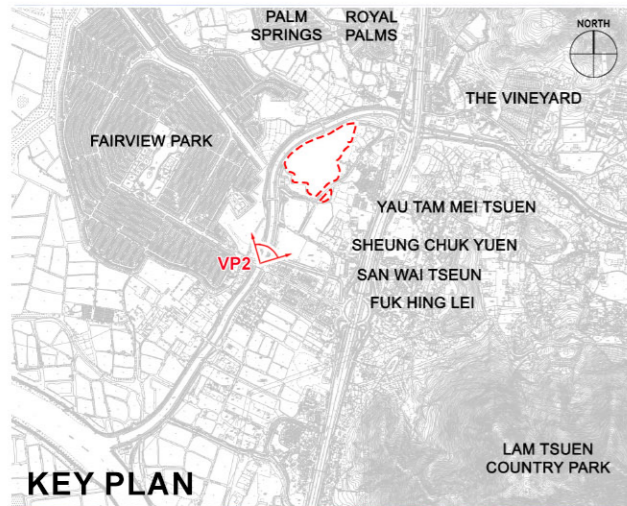 PALM
SPRINGS
ROYAL
PALMS
NORTH
THE VINEYARD
FAIRVIEW PARK
YAU TAM MEI TSUEN
SHEUNG CHUK YUEN
VP2
SAN WAI TSEUN
FUK HING LEI
LAM TSUEN
COUNTRY PARK
KEY PLAN